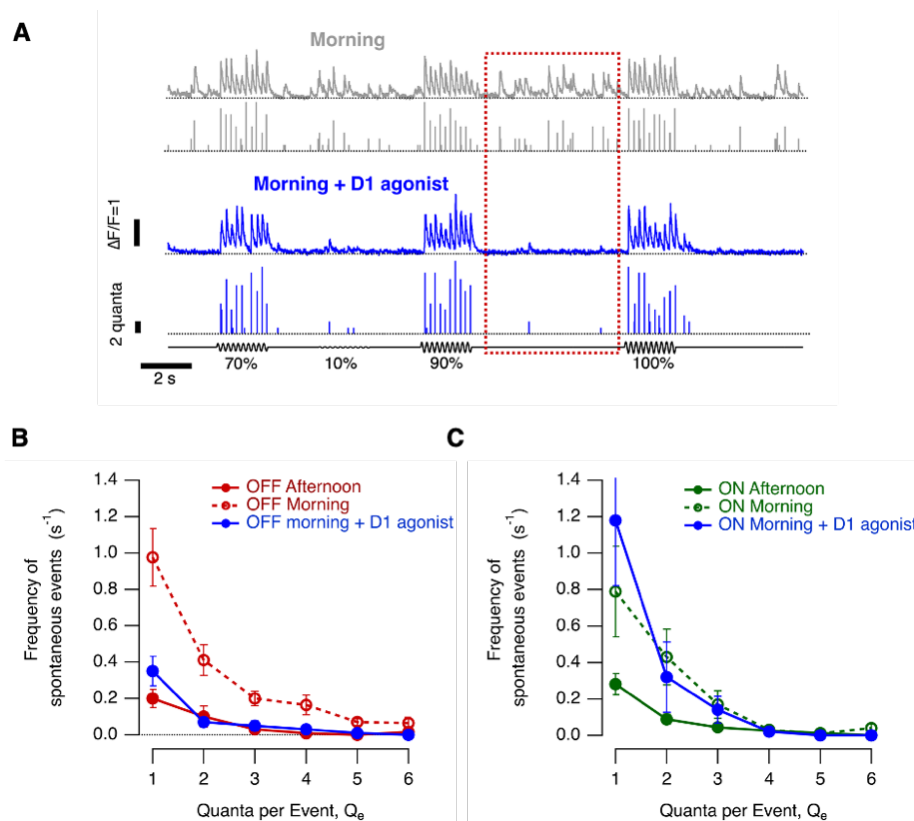 A
Morning
Morning + D1 agonist
ΔF/F=1
2 quanta
70% 10% 90% 100%
2 s
B
OFF Afternoon
OFF Morning
OFF morning + D1 agonist
Frequency of
spontaneous events (s⁻¹)
1.4
1.2
1.0
0.8
0.6
0.4
0.2
0.0
1 2 3 4 5 6
Quanta per Event, Qₑ
C
ON Afternoon
ON Morning
ON Morning + D1 agonist
Frequency of
spontaneous events (s⁻¹)
1.4
1.2
1.0
0.8
0.6
0.4
0.2
0.0
1 2 3 4 5 6
Quanta per Event, Qₑ